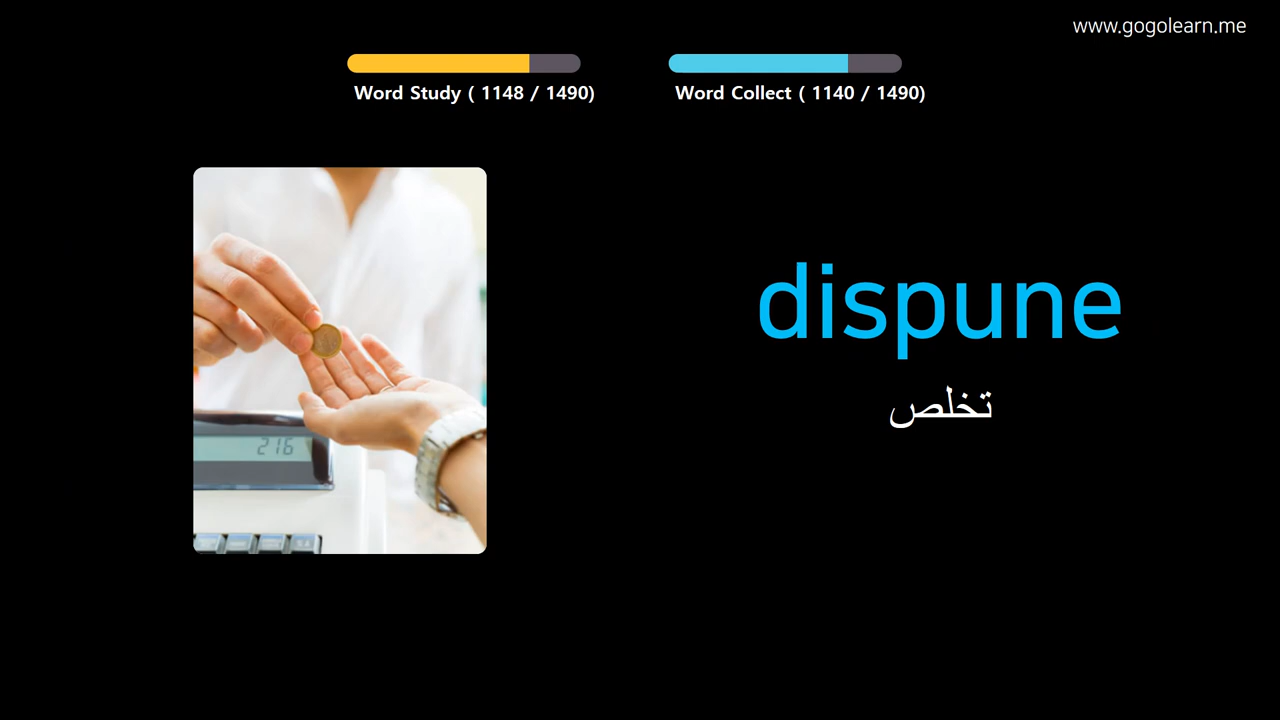 www.gogolearn.me
Word Study ( 1148 / 1490)
Word Collect ( 1140 / 1490)
dispune
تخلص
216